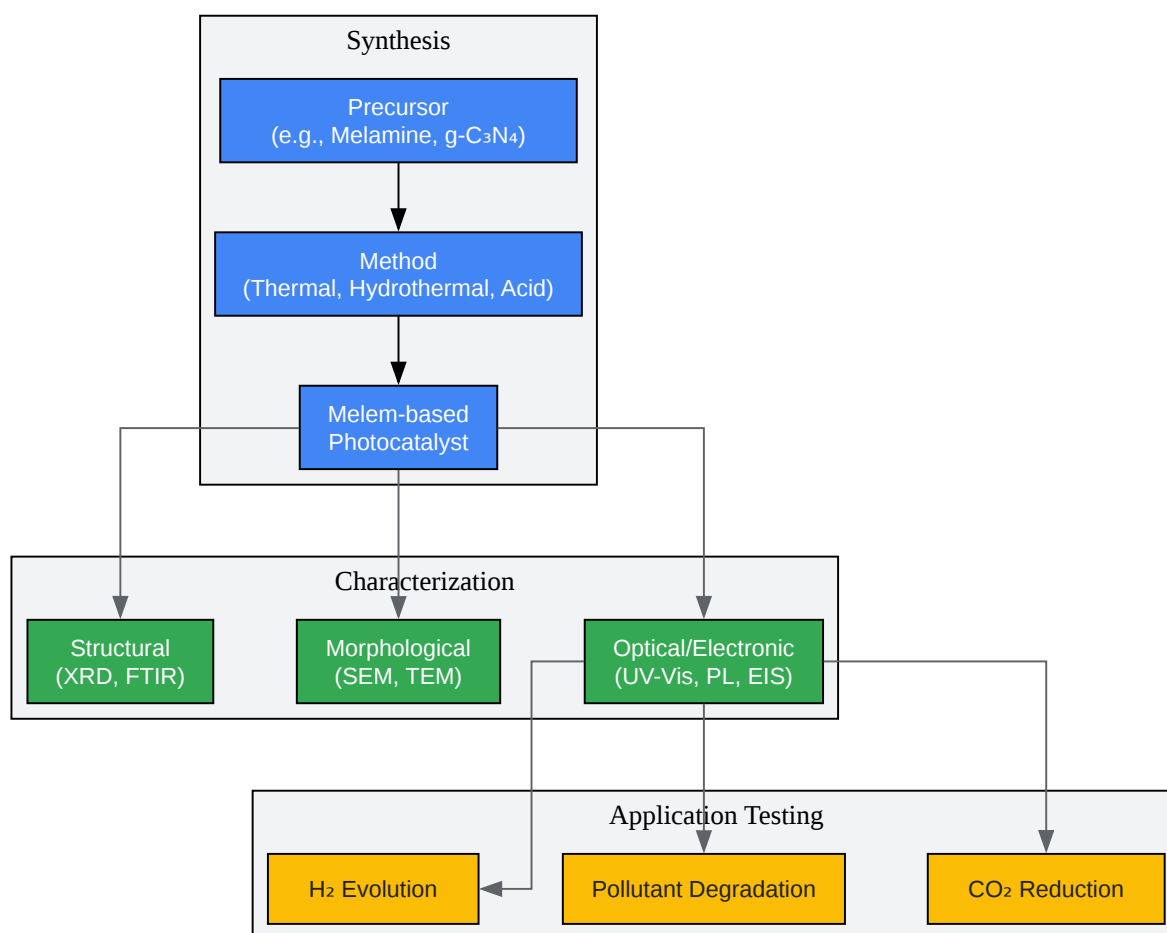 Synthesis
Precursor
(e.g., Melamine, g-C₃N₄)
Method
(Thermal, Hydrothermal, Acid)
Melem-based
Photocatalyst
Characterization
Structural
(XRD, FTIR)
Morphological
(SEM, TEM)
Optical/Electronic
(UV-Vis, PL, EIS)
Application Testing
H₂ Evolution
Pollutant Degradation
CO₂ Reduction